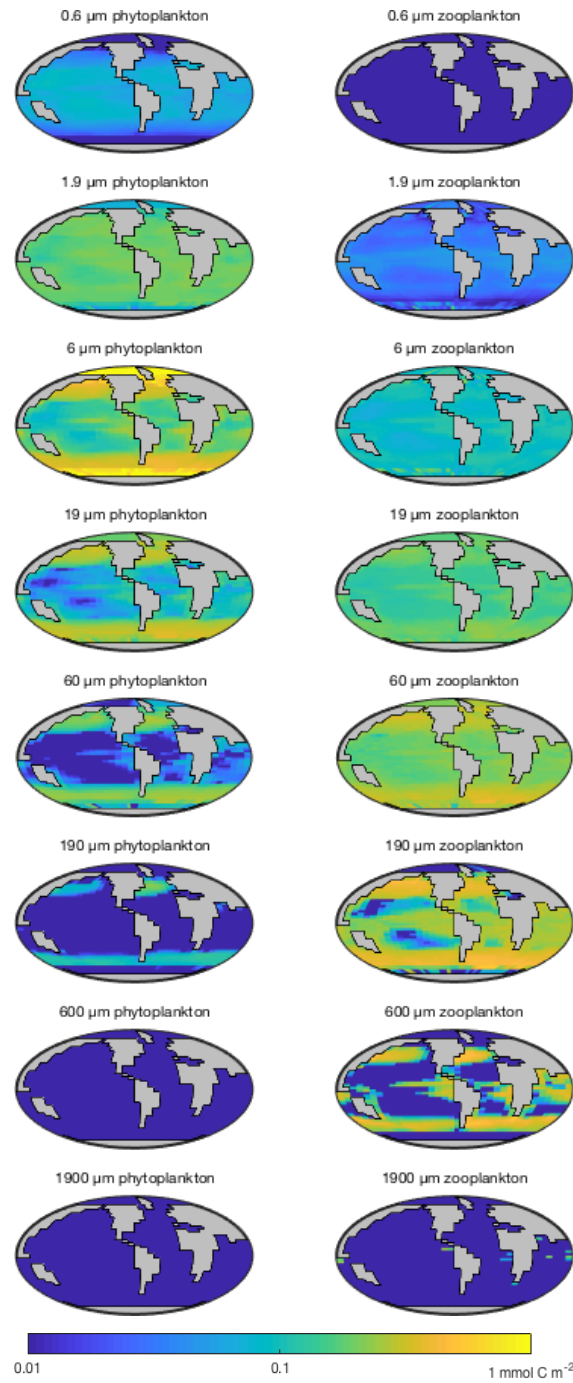 0.6 µm phytoplankton
0.6 µm zooplankton
1.9 µm phytoplankton
1.9 µm zooplankton
6 µm phytoplankton
6 µm zooplankton
19 µm phytoplankton
19 µm zooplankton
60 µm phytoplankton
60 µm zooplankton
190 µm phytoplankton
190 µm zooplankton
600 µm phytoplankton
600 µm zooplankton
1900 µm phytoplankton
1900 µm zooplankton
0.01 0.1 1 mmol C m⁻²